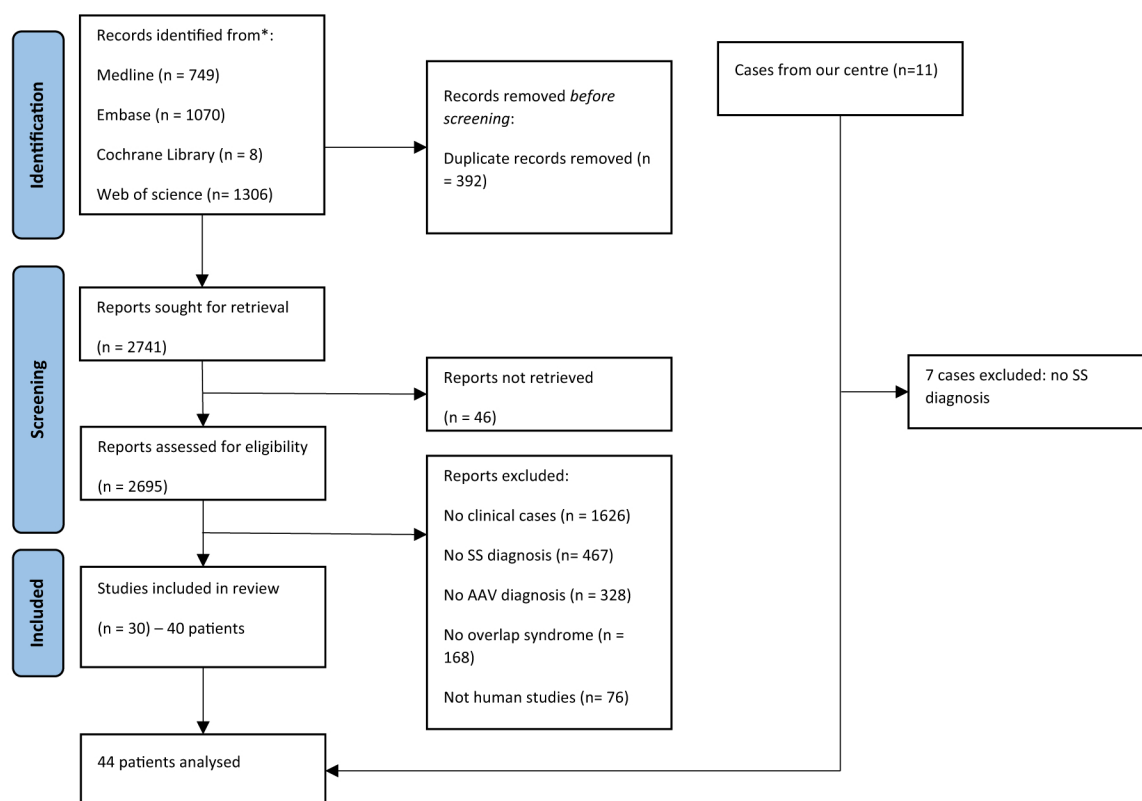 Identification
Records identified from*:
Medline (n = 749)
Embase (n = 1070)
Cochrane Library (n = 8)
Web of science (n= 1306)
Records removed before
screening:
Duplicate records removed (n
= 392)
Cases from our centre (n=11)
Screening
Reports sought for retrieval
(n = 2741)
Reports not retrieved
(n = 46)
7 cases excluded: no SS
diagnosis
Reports assessed for eligibility
(n = 2695)
Reports excluded:
No clinical cases (n = 1626)
No SS diagnosis (n= 467)
No AAV diagnosis (n = 328)
No overlap syndrome (n =
168)
Not human studies (n= 76)
Included
Studies included in review
(n = 30) – 40 patients
44 patients analysed